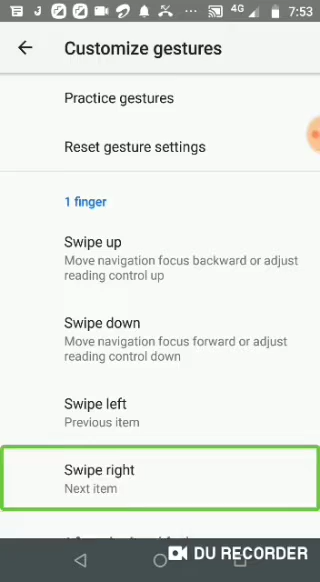 4G 7:53
Customize gestures
Practice gestures
Reset gesture settings
1 finger
Swipe up
Move navigation focus backward or adjust
reading control up
Swipe down
Move navigation focus forward or adjust
reading control down
Swipe left
Previous item
Swipe right
Next item
DU RECORDER